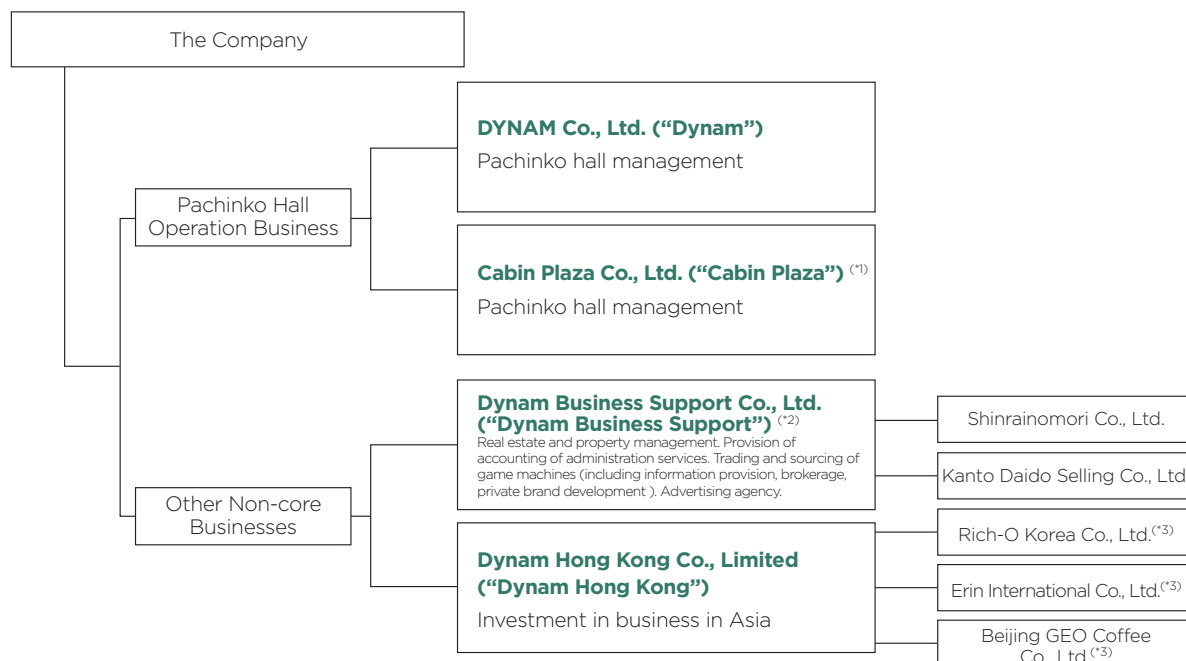 The Company
Pachinko Hall
Operation Business
DYNAM Co., Ltd. (“Dynam”)
Pachinko hall management
Cabin Plaza Co., Ltd. (“Cabin Plaza”) (*1)
Pachinko hall management
Other Non-core
Businesses
Dynam Business Support Co., Ltd.
(“Dynam Business Support”) (*2)
Real estate and property management. Provision of
accounting of administration services. Trading and sourcing of
game machines (including information provision, brokerage,
private brand development ). Advertising agency.
Shinrainomori Co., Ltd.
Kanto Daido Selling Co., Ltd
Dynam Hong Kong Co., Limited
(“Dynam Hong Kong”)
Investment in business in Asia
Rich-O Korea Co., Ltd.(*3)
Erin International Co., Ltd.(*3)
Beijing GEO Coffee
Co., Ltd.(*3)